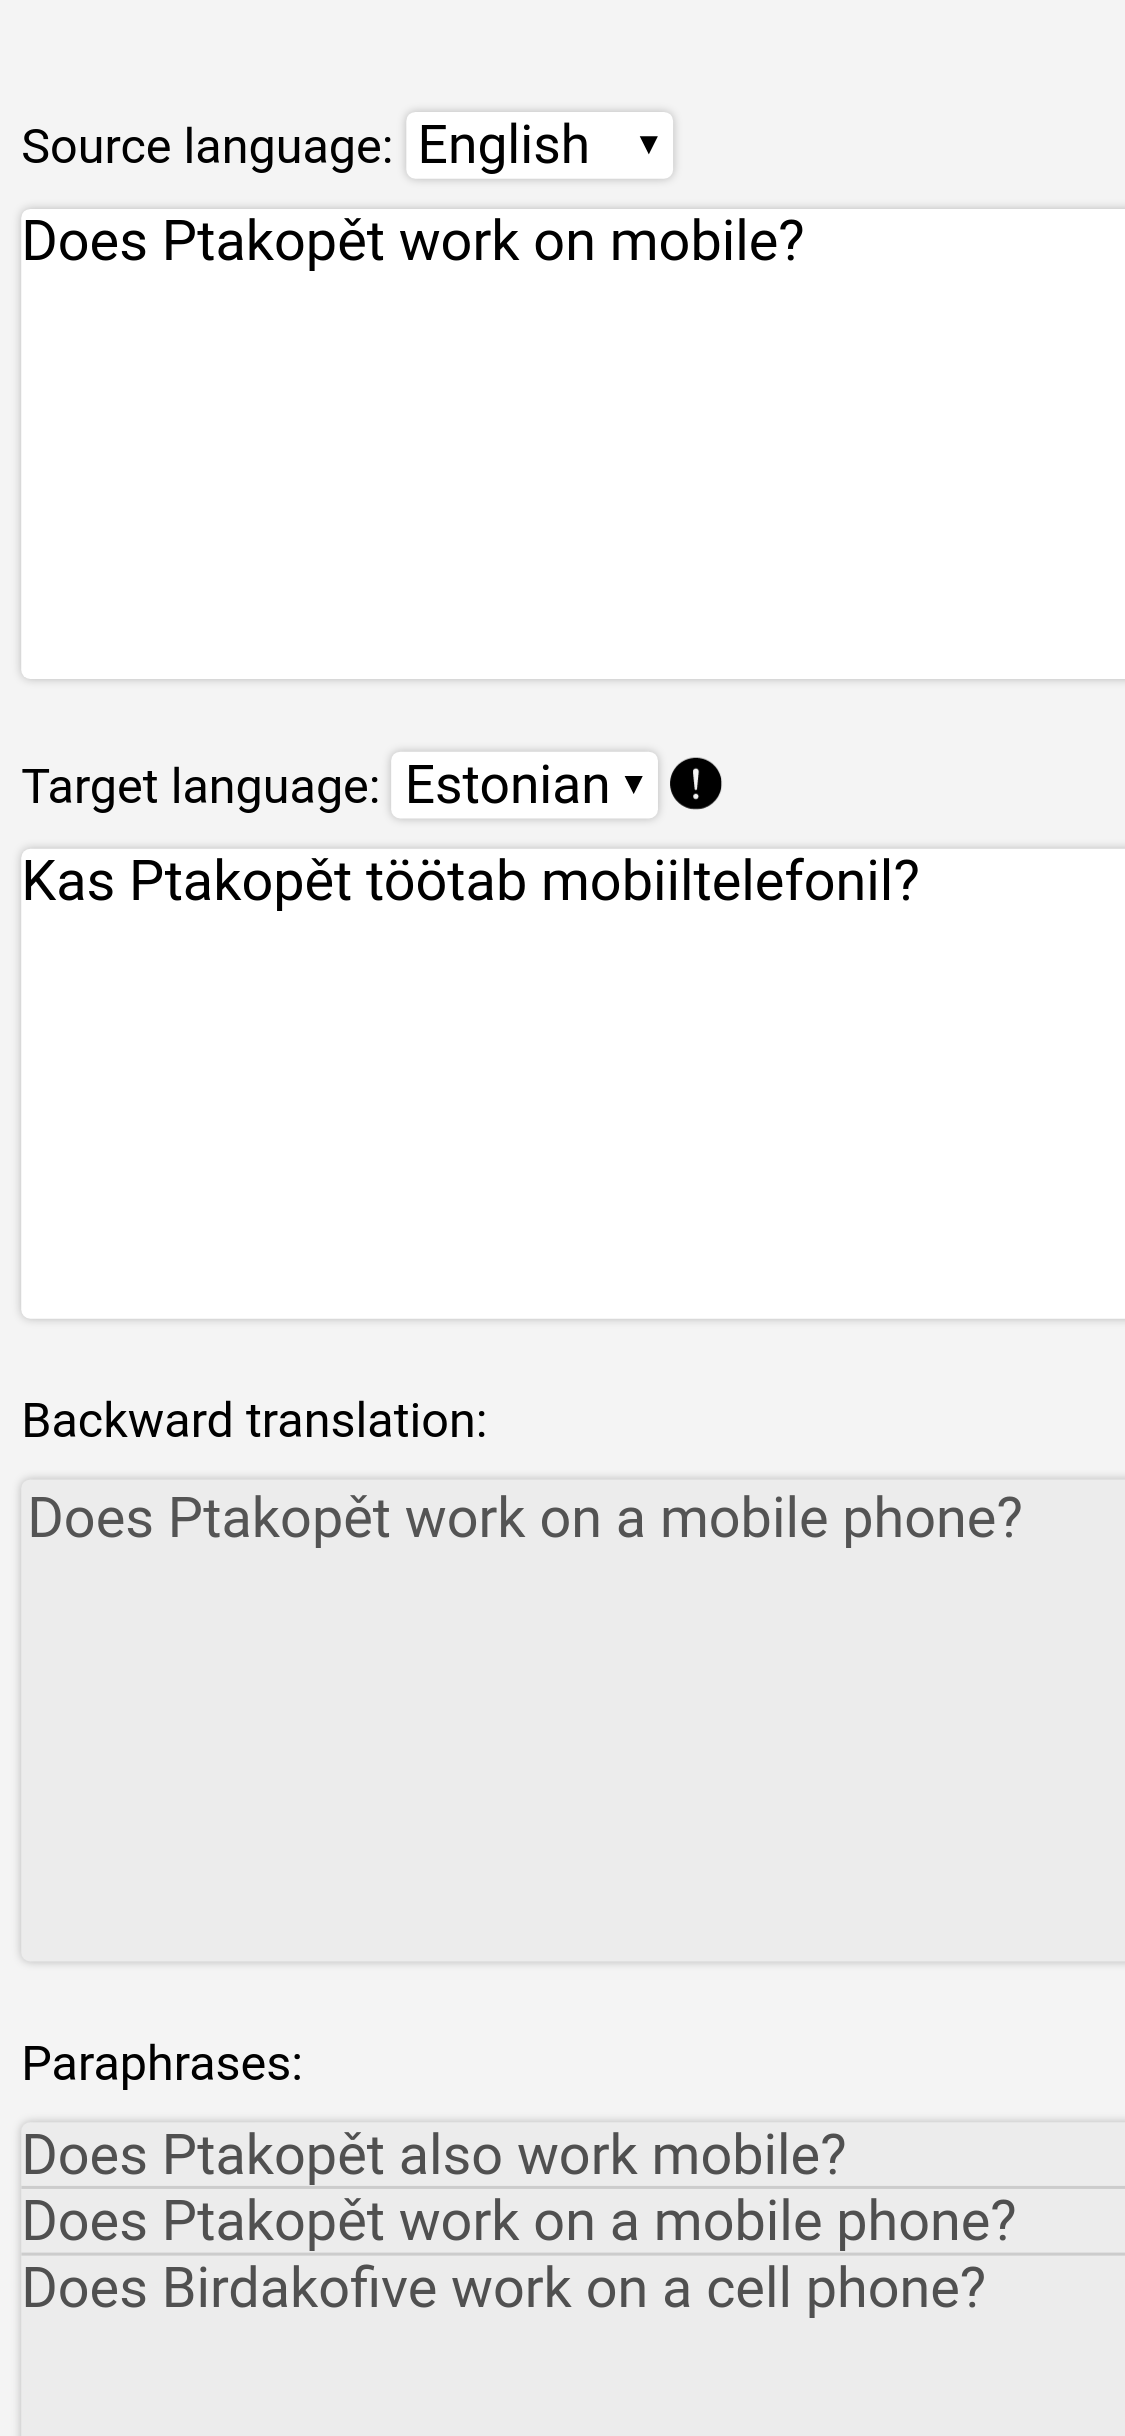 Source language: English
Does Ptakopět work on mobile?
Target language: Estonian !
Kas Ptakopět töötab mobiiltelefonil?
Backward translation:
Does Ptakopět work on a mobile phone?
Paraphrases:
Does Ptakopět also work mobile?
Does Ptakopět work on a mobile phone?
Does Birdakofive work on a cell phone?